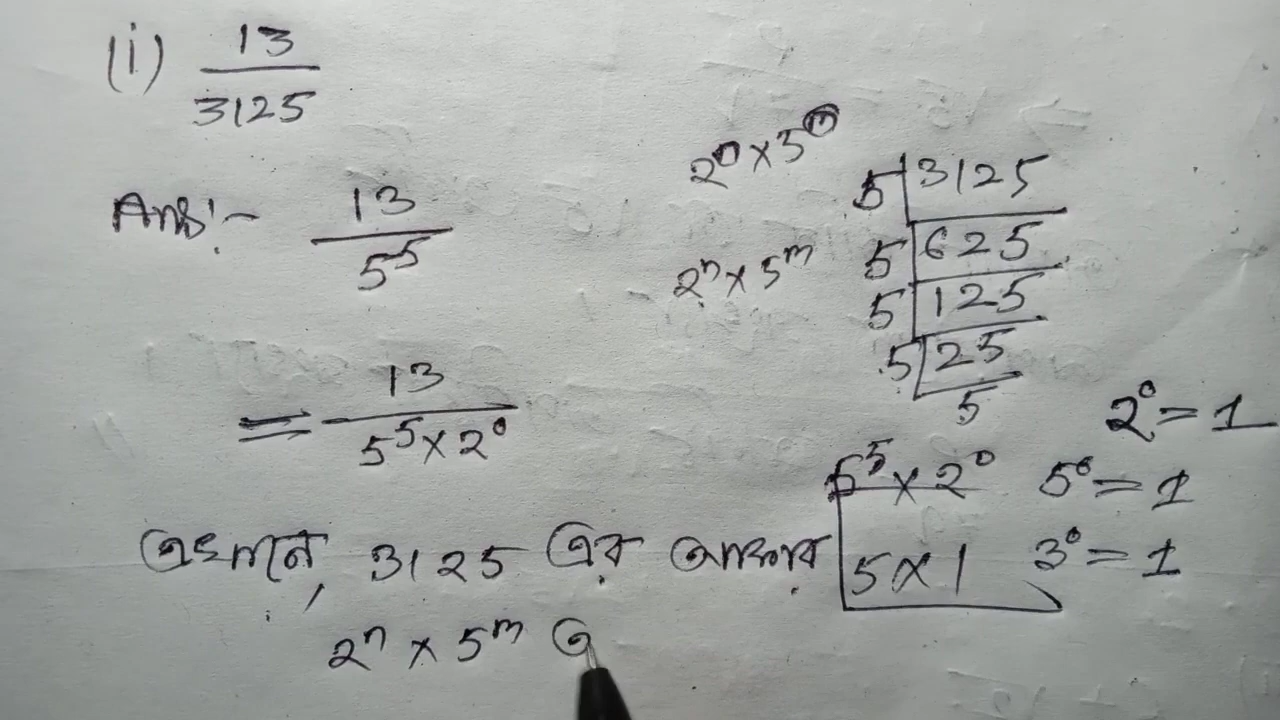 (i) 13
3125
Ans:- 13
5⁵
= 13
5⁵ × 2⁰
এখানে, 3125 এর আকার
2ⁿ × 5ᵐ
2ⁿ × 5ᵐ
2ⁿ × 5ᵐ
5 | 3125
5 | 625
5 | 125
5 | 25
5
5⁵ × 2⁰
5 × 1
2⁰ = 1
5⁰ = 1
3⁰ = 1